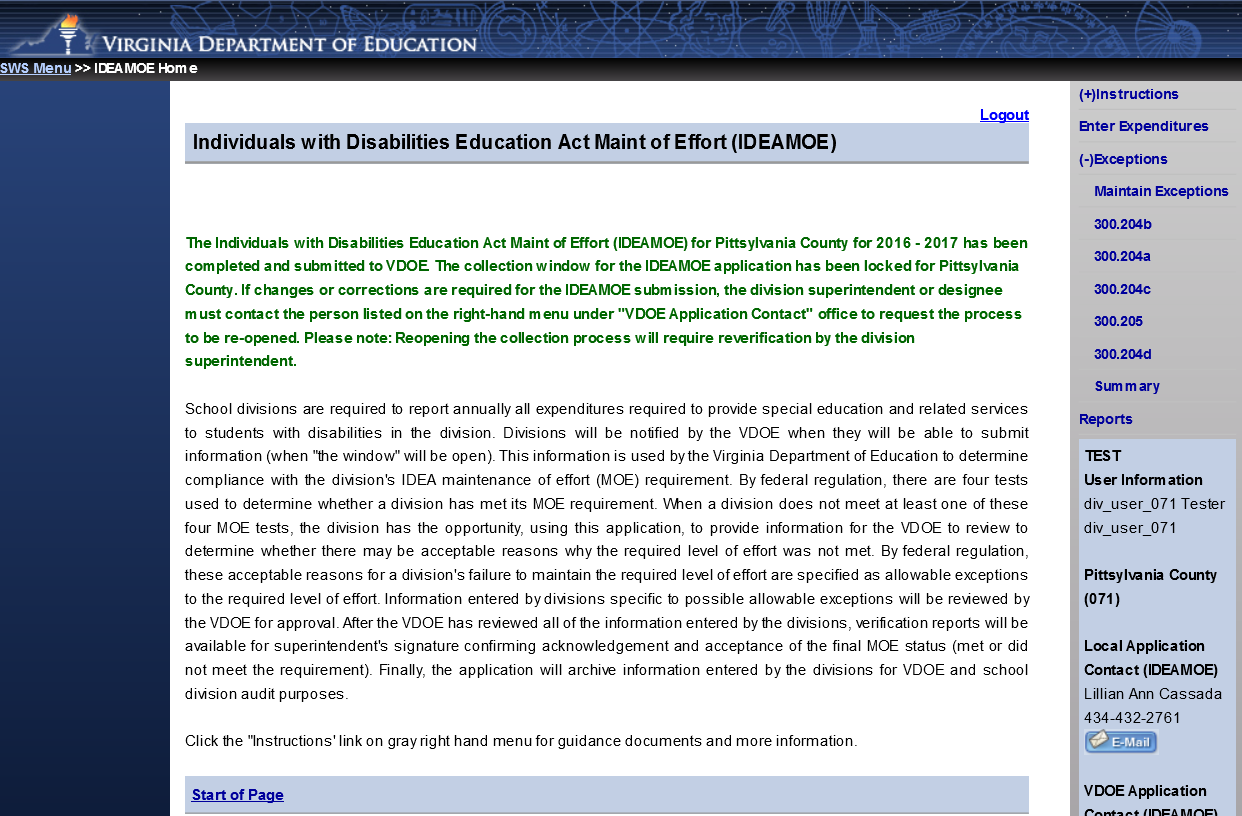 VIRGINIA DEPARTMENT OF EDUCATION
SWS Menu >> IDEAMOE Home
Logout
Individuals with Disabilities Education Act Maint of Effort (IDEAMOE)
The Individuals with Disabilities Education Act Maint of Effort (IDEAMOE) for Pittsylvania County for 2016 - 2017 has been
completed and submitted to VDOE. The collection window for the IDEAMOE application has been locked for Pittsylvania
County. If changes or corrections are required for the IDEAMOE submission, the division superintendent or designee
must contact the person listed on the right-hand menu under "VDOE Application Contact" office to request the process
to be re-opened. Please note: Reopening the collection process will require reverification by the division
superintendent.
School divisions are required to report annually all expenditures required to provide special education and related services
to students with disabilities in the division. Divisions will be notified by the VDOE when they will be able to submit
information (when "the window" will be open). This information is used by the Virginia Department of Education to determine
compliance with the division's IDEA maintenance of effort (MOE) requirement. By federal regulation, there are four tests
used to determine whether a division has met its MOE requirement. When a division does not meet at least one of these
four MOE tests, the division has the opportunity, using this application, to provide information for the VDOE to review to
determine whether there may be acceptable reasons why the required level of effort was not met. By federal regulation,
these acceptable reasons for a division's failure to maintain the required level of effort are specified as allowable exceptions
to the required level of effort. Information entered by divisions specific to possible allowable exceptions will be reviewed by
the VDOE for approval. After the VDOE has reviewed all of the information entered by the divisions, verification reports will be
available for superintendent's signature confirming acknowledgement and acceptance of the final MOE status (met or did
not meet the requirement). Finally, the application will archive information entered by the divisions for VDOE and school
division audit purposes.
Click the "Instructions' link on gray right hand menu for guidance documents and more information.
Start of Page
(+)Instructions
Enter Expenditures
(-)Exceptions
Maintain Exceptions
300.204b
300.204a
300.204c
300.205
300.204d
Summary
Reports
TEST
User Information
div_user_071 Tester
div_user_071
Pittsylvania County
(071)
Local Application
Contact (IDEAMOE)
Lillian Ann Cassada
434-432-2761
E-Mail
VDOE Application
Contact (IDEAMOE)